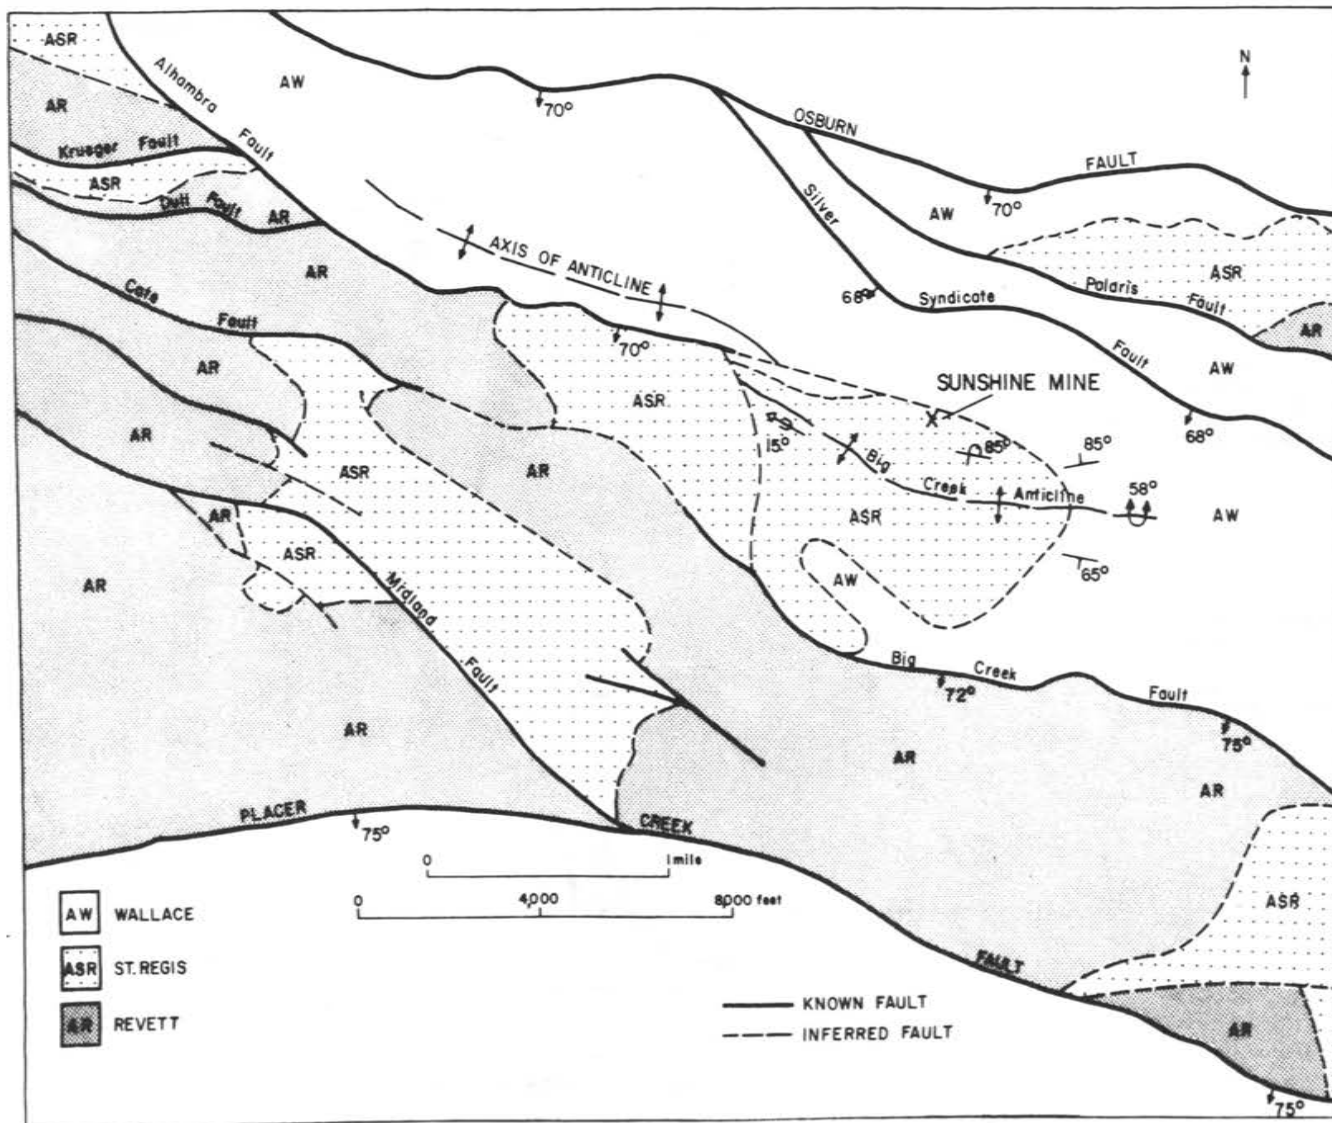 ASR
N
AW
Alhambra
70°
AR
OSBURN
Krueger Fault
Fault
FAULT
ASR
Silver
AR
Fault
AW
70°
AXIS OF ANTICLINE
AR
ASR
68°
Syndicate
Polaris
Fault
Cate
Fault
70°
AR
Fault
AR
AW
SUNSHINE MINE
ASR
15°
68°
AR
85°
85°
Big
AR
ASR
Creek
Anticline
58°
AR
ASR
AW
ASR
AR
AW
65°
Midland
Big
Creek
Fault
72°
Fault
AR
AR
75°
AR
PLACER
CREEK
75°
0
1 mile
0
4,000
8,000 feet
AW WALLACE
ASR
ASR ST. REGIS
FAULT
KNOWN FAULT
AR REVETT
AR
INFERRED FAULT
75°